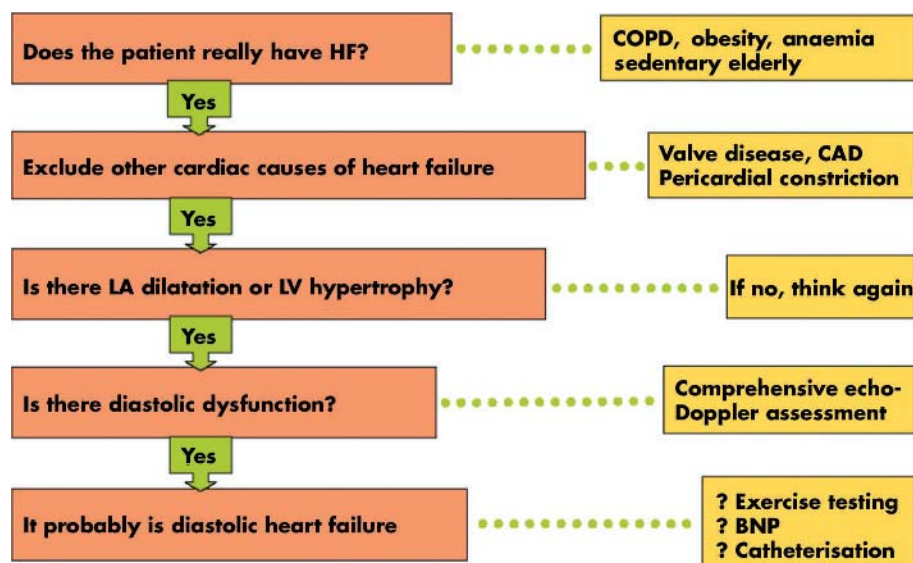 Does the patient really have HF?
COPD, obesity, anaemia
sedentary elderly
Yes
Exclude other cardiac causes of heart failure
Valve disease, CAD
Pericardial constriction
Yes
Is there LA dilatation or LV hypertrophy?
If no, think again
Yes
Is there diastolic dysfunction?
Comprehensive echo-
Doppler assessment
Yes
It probably is diastolic heart failure
? Exercise testing
? BNP
? Catheterisation